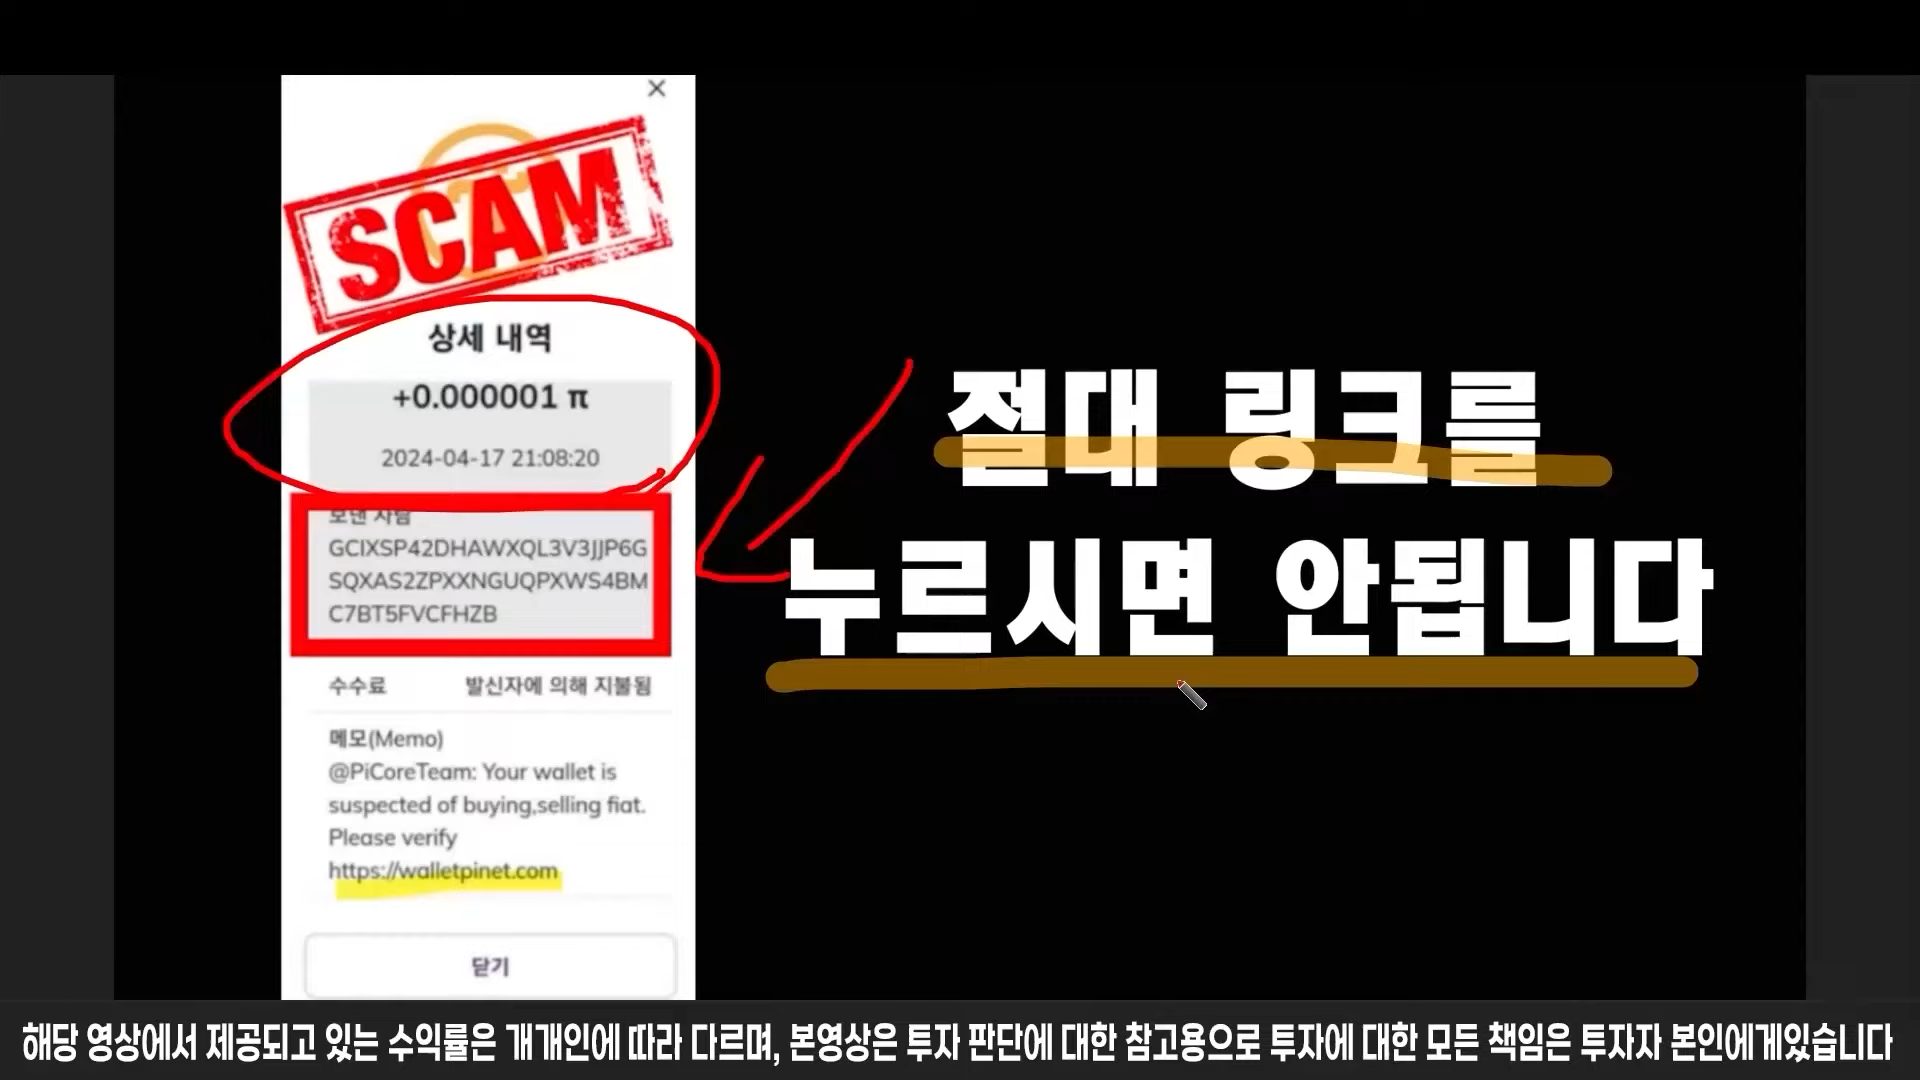 SCAM
상세 내역
+0.000001 π
2024-04-17 21:08:20
보낸 사람
GCIXSP42DHAWXQL3V3JJP6G
SQXAS2ZPXXNGUQPXWS4BM
C7BT5FVCFHZB
수수료 발신자에 의해 지불됨
메모(Memo)
@PiCoreTeam: Your wallet is
suspected of buying,selling fiat.
Please verify
https://walletpinet.com
닫기
절대 링크를
누르시면 안됩니다
해당 영상에서 제공되고 있는 수익률은 개개인에 따라 다르며, 본영상은 투자 판단에 대한 참고용으로 투자에 대한 모든 책임은 투자자 본인에게있습니다